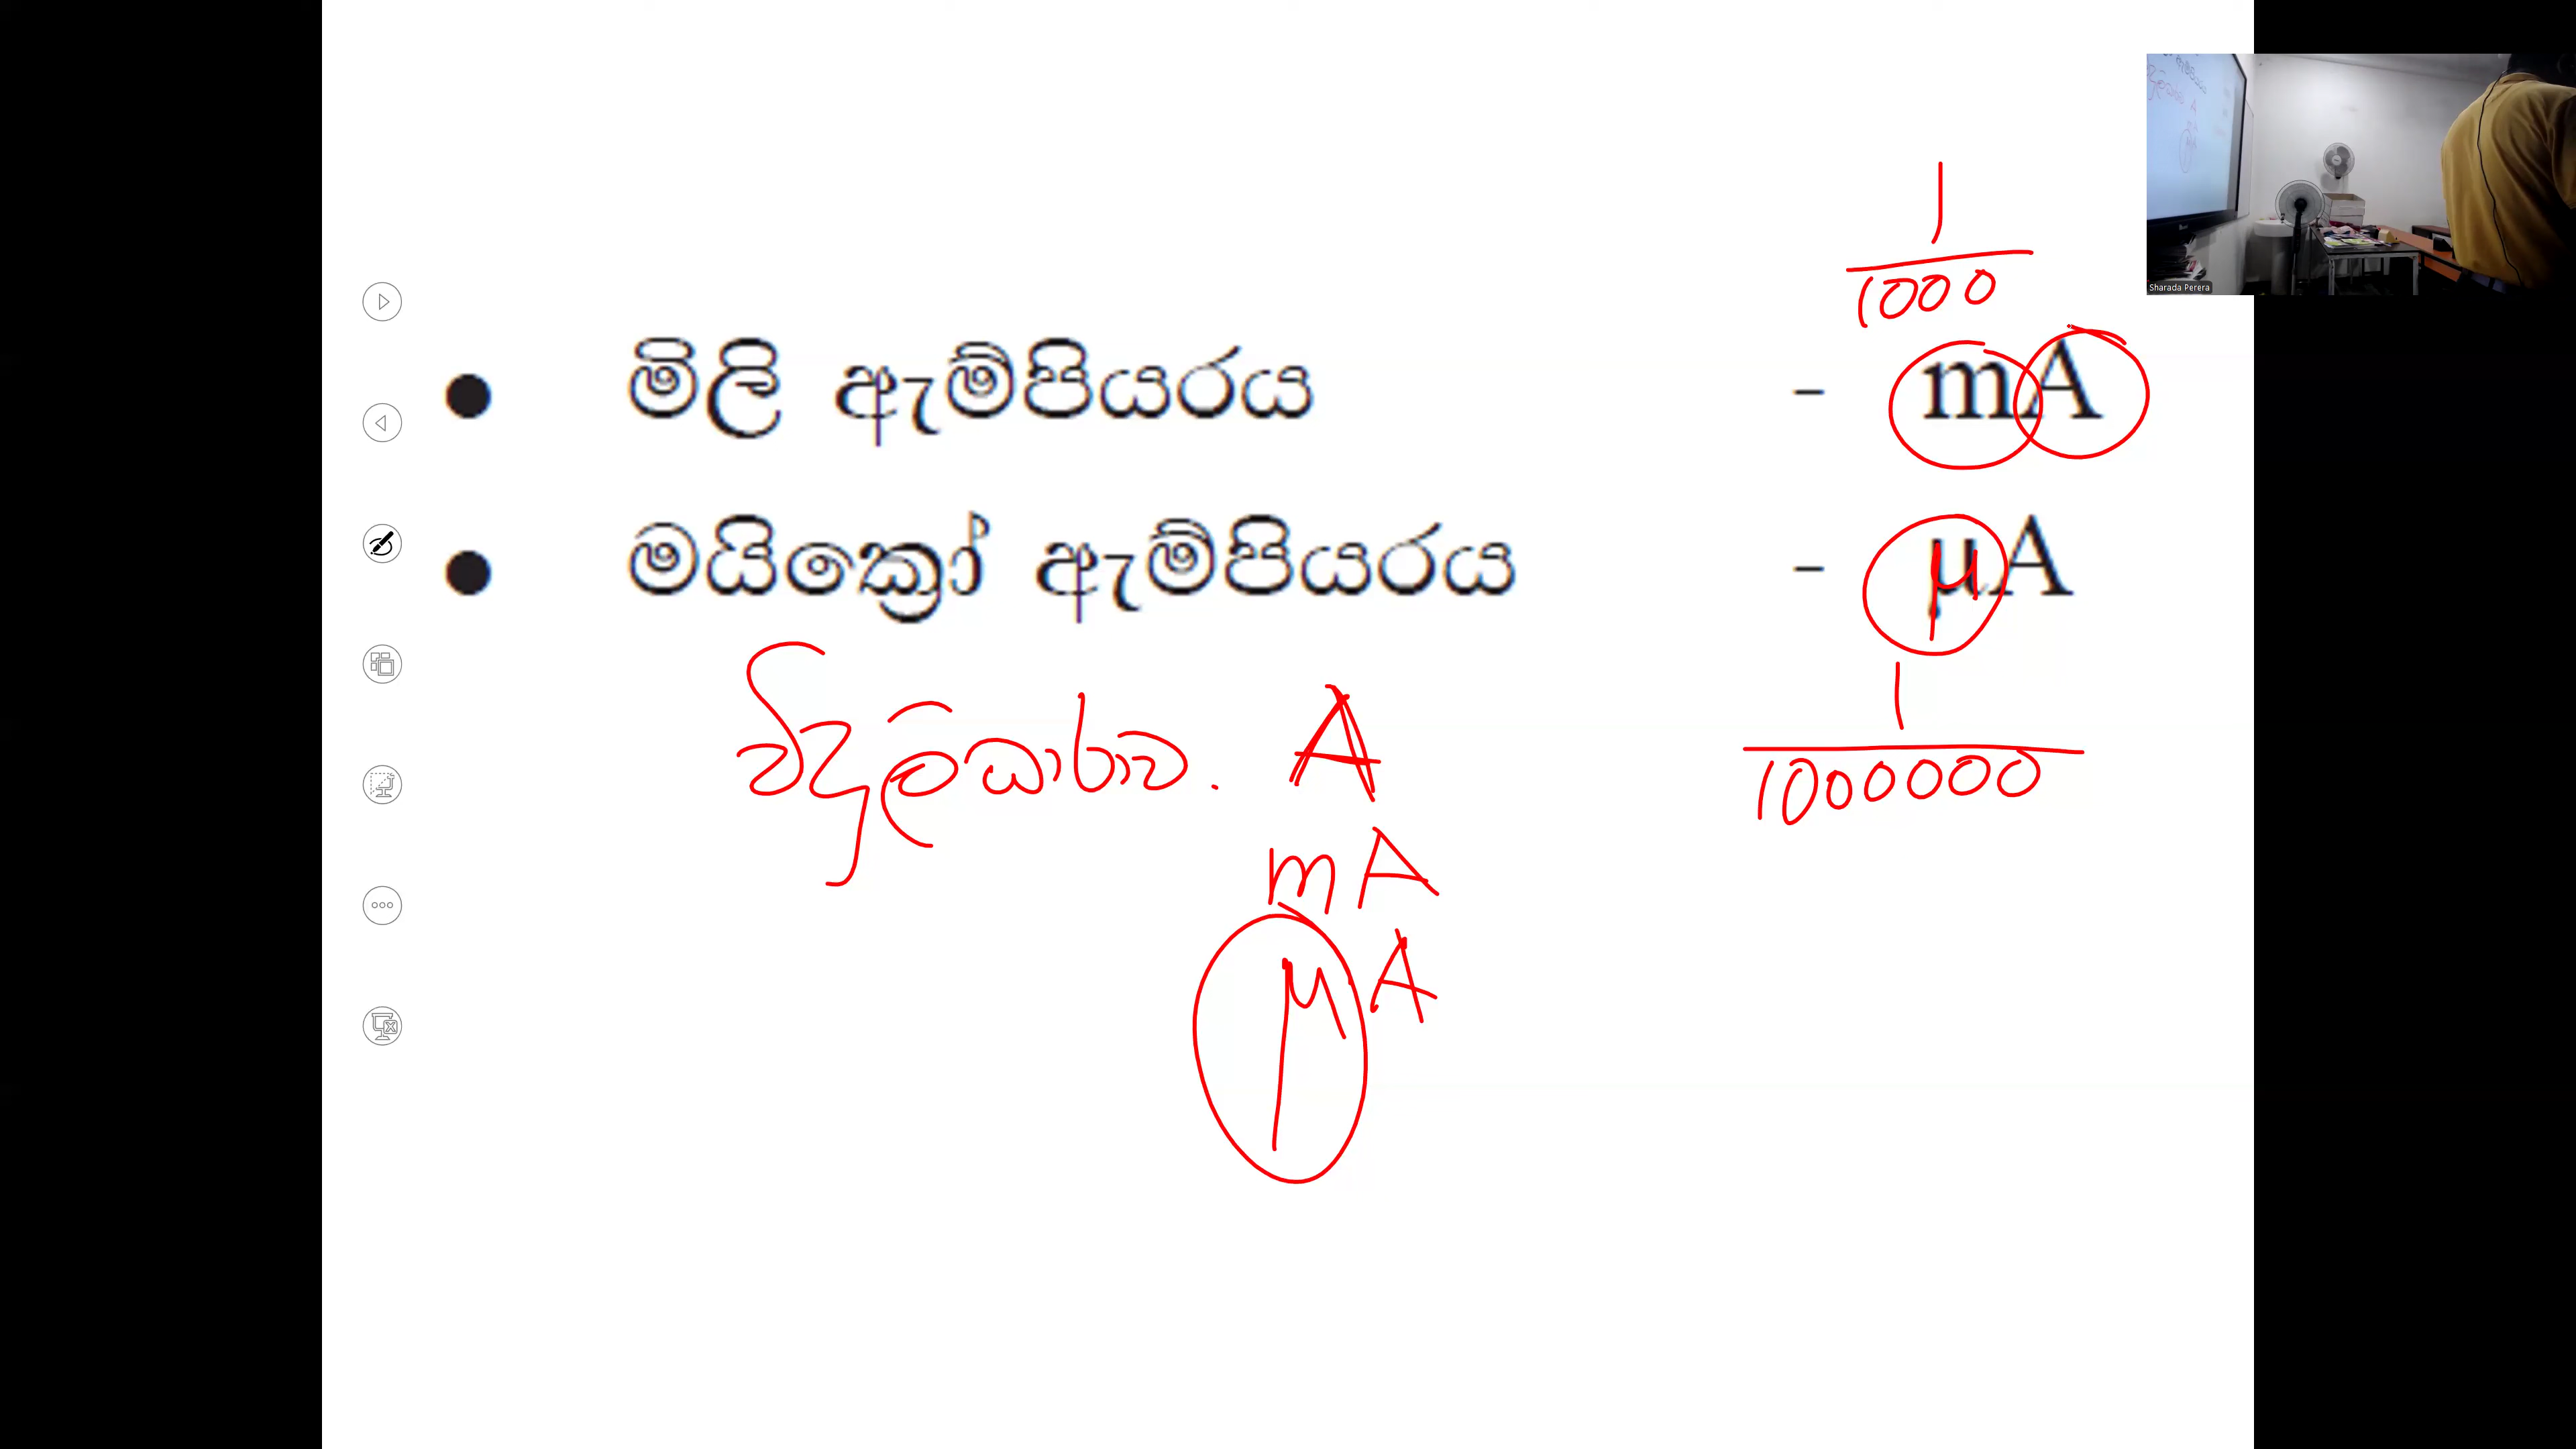 Sharada Perera
1
1000
● මිලි ඇම්පියරය - mA
● මයික්‍රෝ ඇම්පියරය - μA
1
1000000
විදුලිධාරාව. A
mA
μA